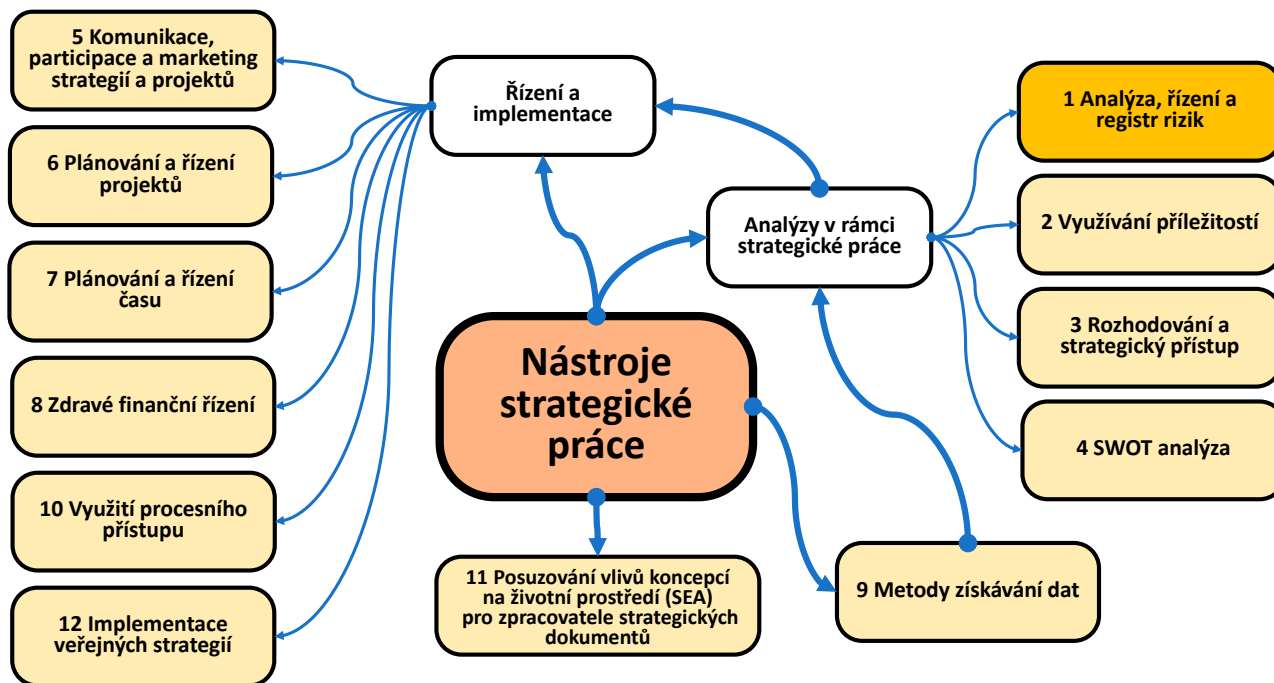 5 Komunikace,
participace a marketing
strategií a projektů
6 Plánování a řízení
projektů
7 Plánování a řízení
času
8 Zdravé finanční řízení
10 Využití procesního
přístupu
12 Implementace
veřejných strategií
Řízení a
implementace
Analýzy v rámci
strategické práce
Nástroje
strategické
práce
11 Posuzování vlivů koncepcí
na životní prostředí (SEA)
pro zpracovatele strategických
dokumentů
9 Metody získávání dat
1 Analýza, řízení a
registr rizik
2 Využívání příležitostí
3 Rozhodování a
strategický přístup
4 SWOT analýza